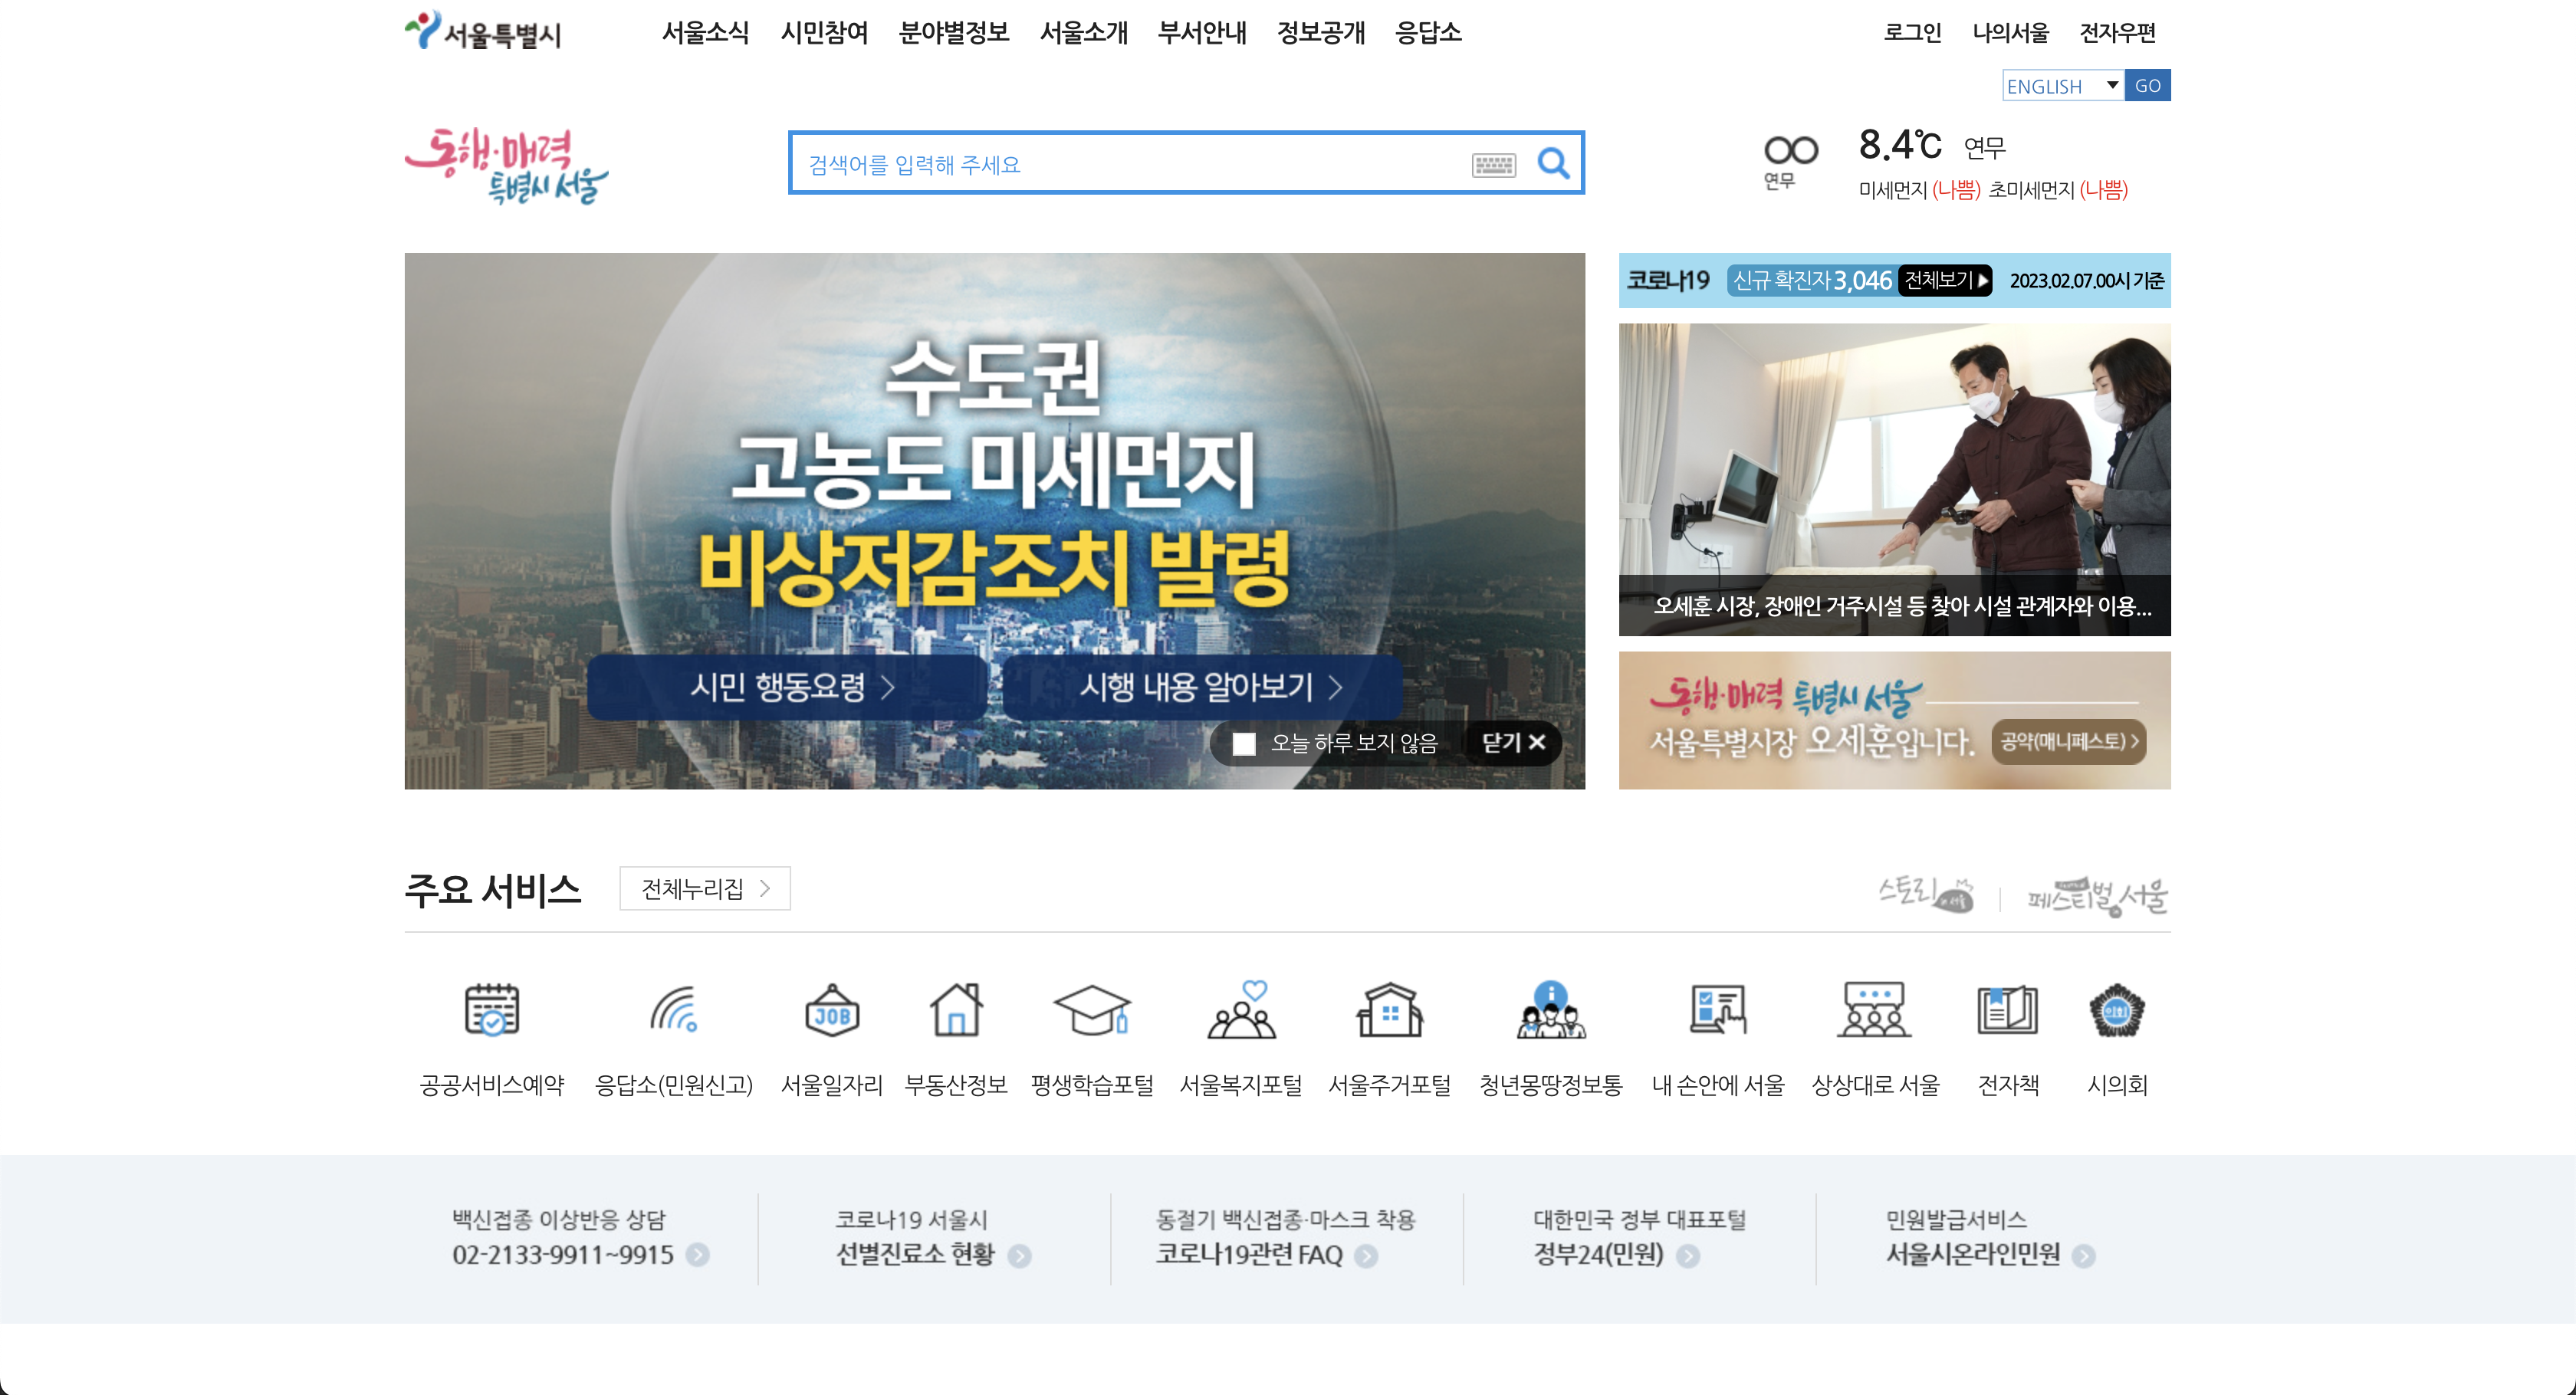 서울특별시
서울소식 시민참여 분야별정보 서울소개 부서안내 정보공개 응답소
로그인 나의서울 전자우편
ENGLISH GO
동행·매력
특별시 서울
검색어를 입력해 주세요
연무
8.4℃ 연무
미세먼지 (나쁨) 초미세먼지 (나쁨)
수도권
고농도 미세먼지
비상저감조치 발령
시민 행동요령 시행 내용 알아보기
오늘 하루 보지 않음 닫기
코로나19 신규 확진자 3,046 전체보기 2023.02.07.00시 기준
오세훈 시장, 장애인 거주시설 등 찾아 시설 관계자와 이용...
동행·매력 특별시 서울
서울특별시장 오세훈입니다. 공약(매니페스토)
주요 서비스 전체누리집
스토리 in 서울 페스티벌 서울
JOB
의회
공공서비스예약 응답소(민원신고) 서울일자리 부동산정보 평생학습포털 서울복지포털 서울주거포털 청년몽땅정보통 내 손안에 서울 상상대로 서울 전자책 시의회
백신접종 이상반응 상담
02-2133-9911~9915
코로나19 서울시
선별진료소 현황
동절기 백신접종·마스크 착용
코로나19관련 FAQ
대한민국 정부 대표포털
정부24(민원)
민원발급서비스
서울시온라인민원